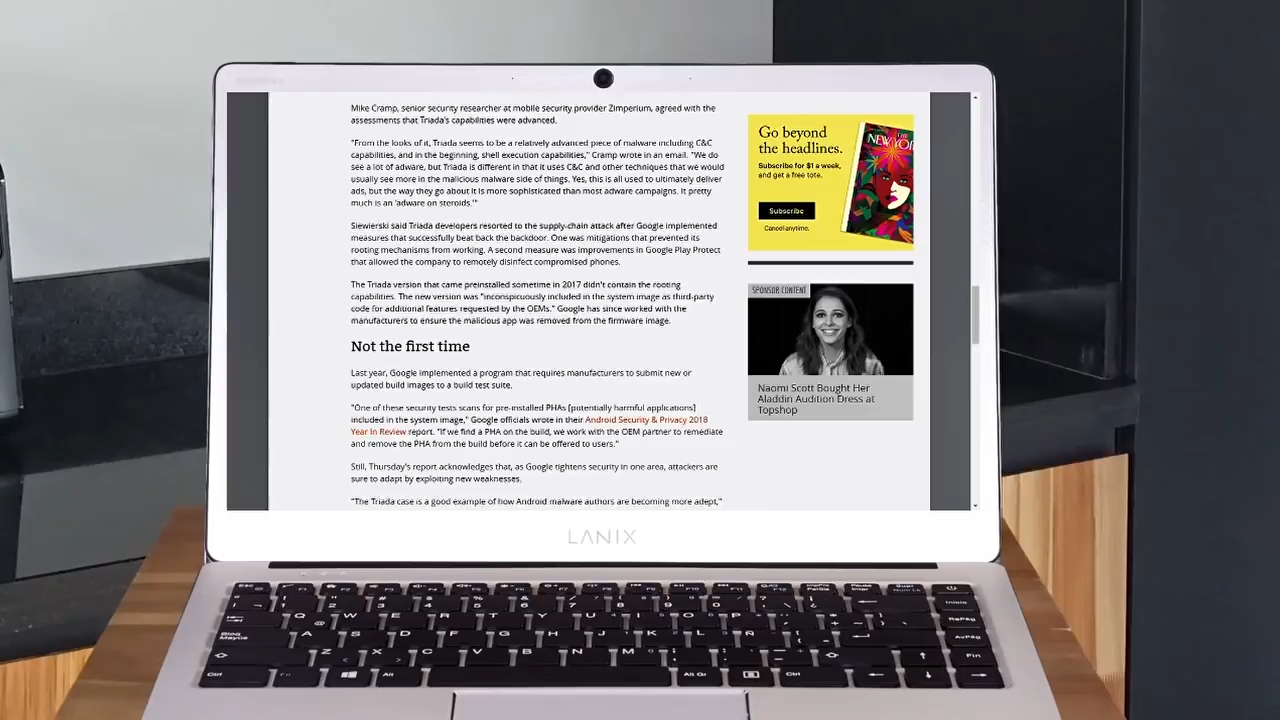 Mike Cramp, senior security researcher at mobile security provider Zimperium, agreed with the
assessments that Triada's capabilities were advanced.
"From the looks of it, Triada seems to be a relatively advanced piece of malware including C&C
capabilities, and in the beginning, shell execution capabilities," Cramp wrote in an email. "We do
see a lot of adware, but Triada is different in that it uses C&C and other techniques that we would
usually see more in the malicious malware side of things. Yes, this is all used to ultimately deliver
ads, but the way they go about it is more sophisticated than most adware campaigns. It pretty
much is an 'adware on steroids.'"
Siewierski said Triada developers resorted to the supply-chain attack after Google implemented
measures that successfully beat back the backdoor. One was mitigations that prevented its
rooting mechanisms from working. A second measure was improvements in Google Play Protect
that allowed the company to remotely disinfect compromised phones.
The Triada version that came preinstalled sometime in 2017 didn't contain the rooting
capabilities. The new version was "inconspicuously included in the system image as third-party
code for additional features requested by the OEMs." Google has since worked with the
manufacturers to ensure the malicious app was removed from the firmware image.
Not the first time
Last year, Google implemented a program that requires manufacturers to submit new or
updated build images to a build test suite.
"One of these security tests scans for pre-installed PHAs [potentially harmful applications]
included in the system image," Google officials wrote in their Android Security & Privacy 2018
Year In Review report. "If we find a PHA on the build, we work with the OEM partner to remediate
and remove the PHA from the build before it can be offered to users."
Still, Thursday's report acknowledges that, as Google tightens security in one area, attackers are
sure to adapt by exploiting new weaknesses.
"The Triada case is a good example of how Android malware authors are becoming more adept,"
Go beyond
the headlines.
Subscribe for $1 a week,
and get a free tote.
Subscribe
Cancel anytime.
THE
NEW YO
SPONSOR CONTENT
Naomi Scott Bought Her
Aladdin Audition Dress at
Topshop
LANIX
Q W E R T Y U I O P
Bloq Mayús A S D F G H J K L Ñ
Z X C V B N M
Ctrl Fn Alt Alt Gr Ctrl
Inicio
RePág
AvPág
Fin